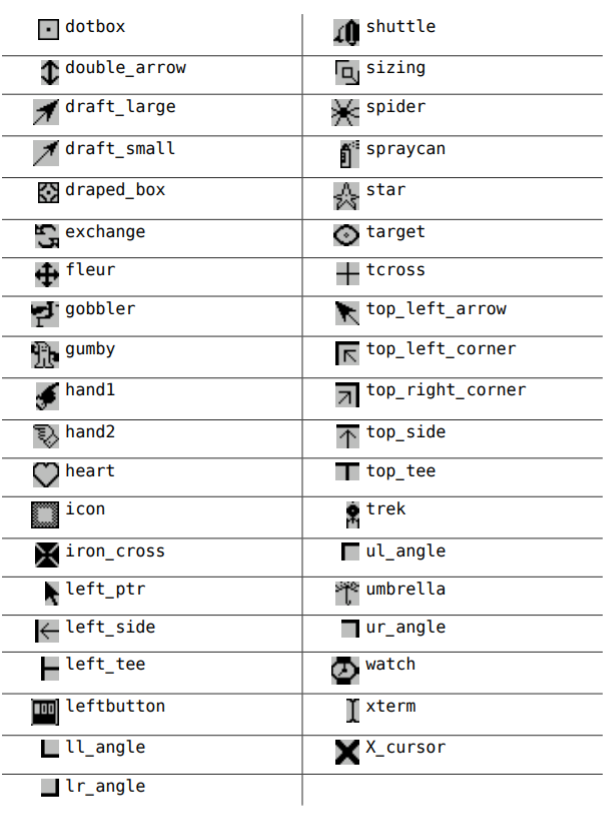 dotbox
double_arrow
draft_large
draft_small
draped_box
exchange
fleur
gobbler
gumby
hand1
hand2
heart
icon
iron_cross
left_ptr
left_side
left_tee
leftbutton
ll_angle
lr_angle
shuttle
sizing
spider
spraycan
star
target
tcross
top_left_arrow
top_left_corner
top_right_corner
top_side
top_tee
trek
ul_angle
umbrella
ur_angle
watch
xterm
X_cursor